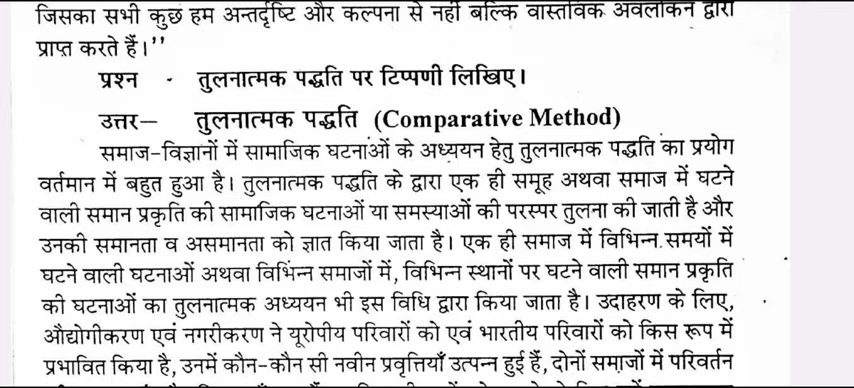 जिसका सभी कुछ हम अन्तर्दृष्टि और कल्पना से नहीं बल्कि वास्तविक अवलोकन द्वारा
प्राप्त करते हैं।’’
प्रश्न - तुलनात्मक पद्धति पर टिप्पणी लिखिए।
उत्तर– तुलनात्मक पद्धति (Comparative Method)
समाज-विज्ञानों में सामाजिक घटनाओं के अध्ययन हेतु तुलनात्मक पद्धति का प्रयोग
वर्तमान में बहुत हुआ है। तुलनात्मक पद्धति के द्वारा एक ही समूह अथवा समाज में घटने
वाली समान प्रकृति की सामाजिक घटनाओं या समस्याओं की परस्पर तुलना की जाती है और
उनकी समानता व असमानता को ज्ञात किया जाता है। एक ही समाज में विभिन्न समयों में
घटने वाली घटनाओं अथवा विभिन्न समाजों में, विभिन्न स्थानों पर घटने वाली समान प्रकृति
की घटनाओं का तुलनात्मक अध्ययन भी इस विधि द्वारा किया जाता है। उदाहरण के लिए,
औद्योगीकरण एवं नगरीकरण ने यूरोपीय परिवारों को एवं भारतीय परिवारों को किस रूप में
प्रभावित किया है, उनमें कौन-कौन सी नवीन प्रवृत्तियाँ उत्पन्न हुई हैं, दोनों समाजों में परिवर्तन